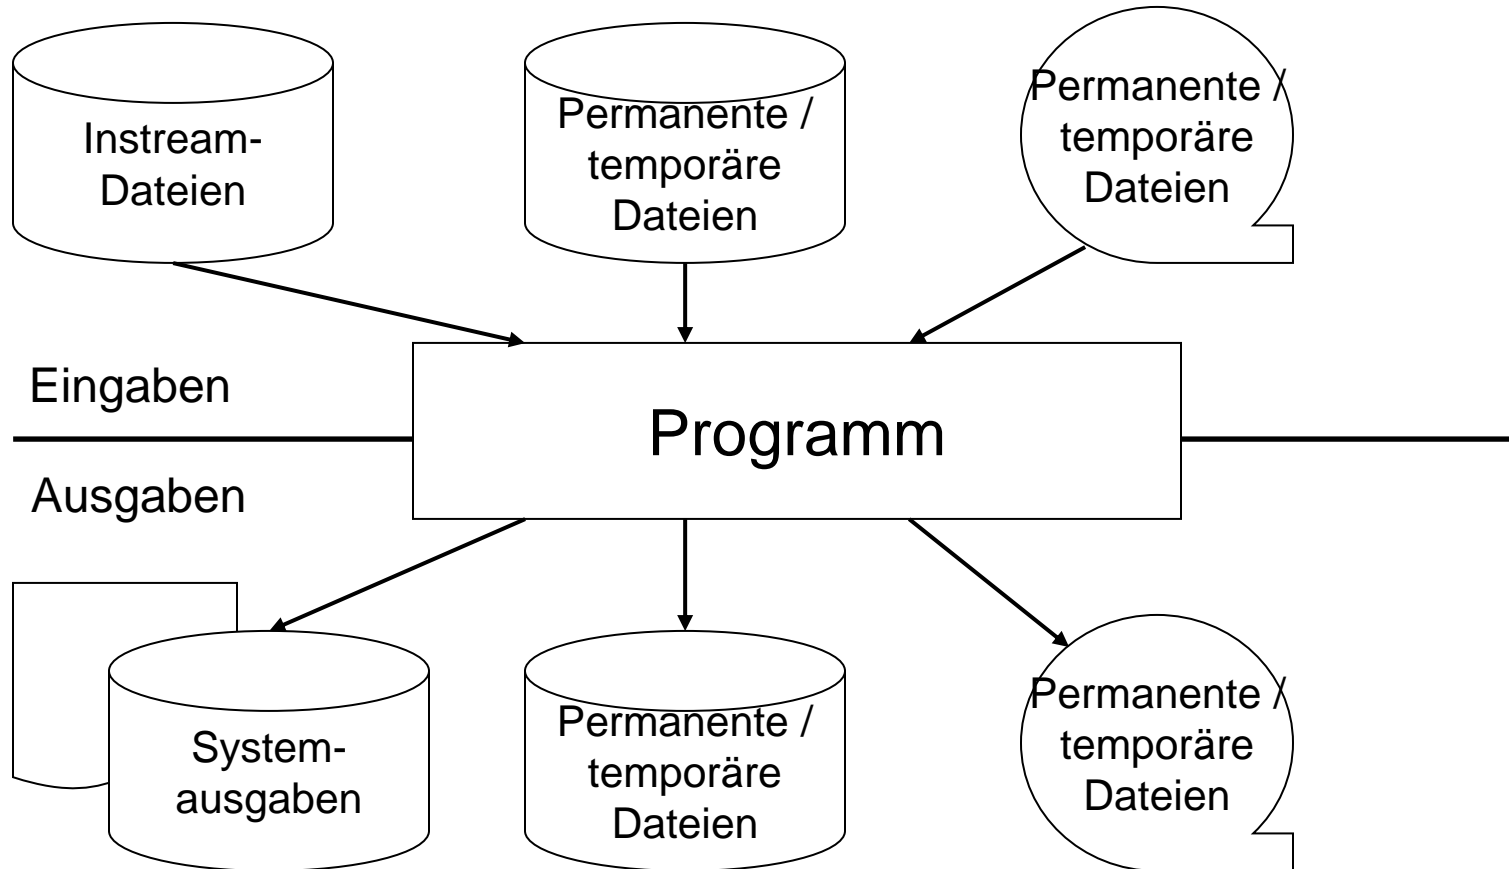 Instream-
Dateien
Permanente /
temporäre
Dateien
Permanente /
temporäre
Dateien
Eingaben
Programm
Ausgaben
System-
ausgaben
Permanente /
temporäre
Dateien
Permanente /
temporäre
Dateien